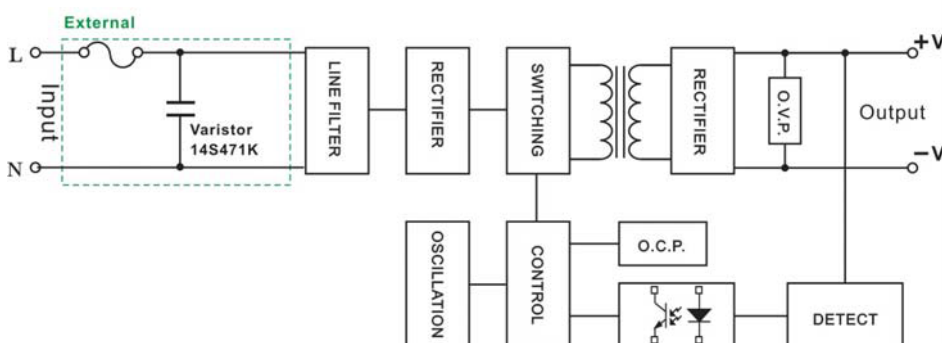 External
L
Input
N
Varistor
14S471K
LINE FILTER
RECTIFIER
SWITCHING
RECTIFIER
O.V.P.
+V
Output
-V
OSCILLATION
CONTROL
O.C.P.
DETECT